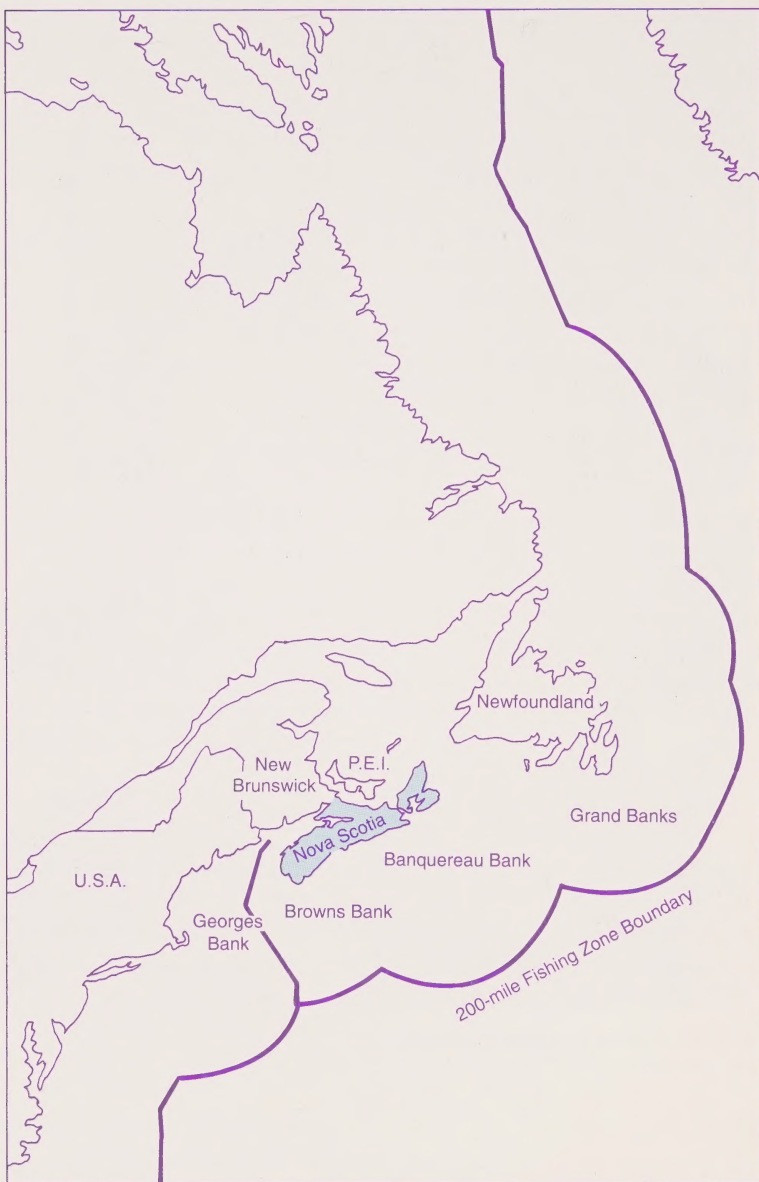 Newfoundland
New
Brunswick
P.E.I.
Nova Scotia
Grand Banks
Banquereau Bank
U.S.A.
Georges
Bank
Browns Bank
200-mile Fishing Zone Boundary